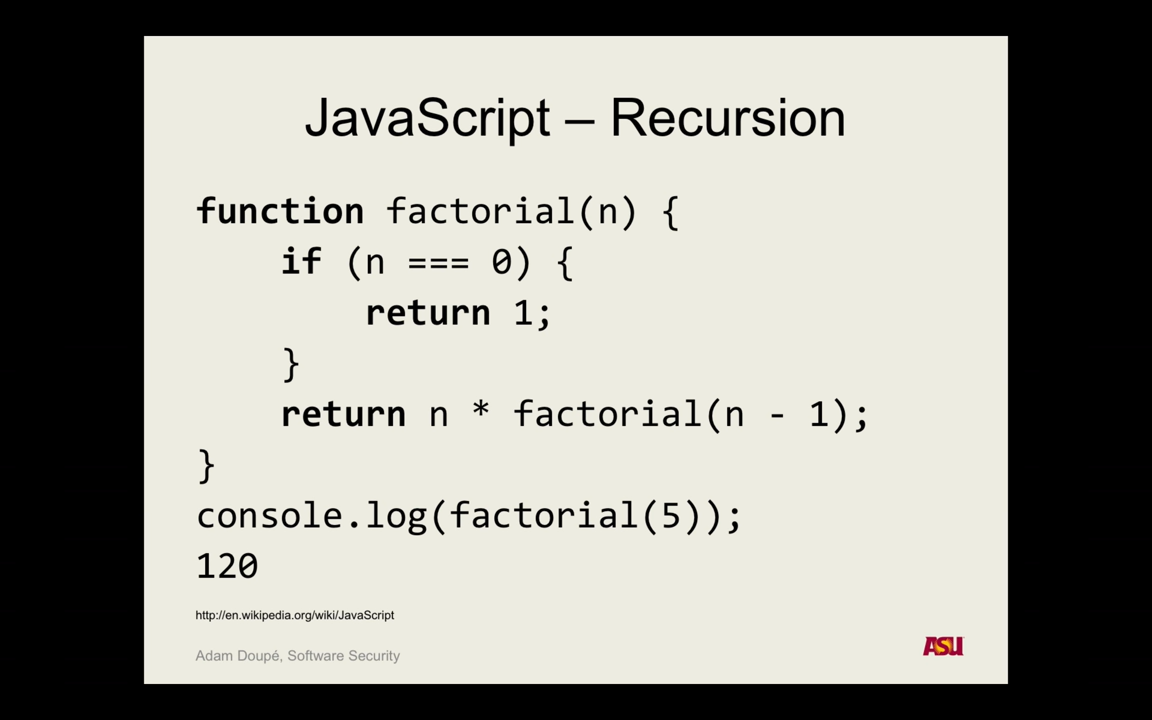 JavaScript – Recursion
function factorial(n) {
    if (n === 0) {
        return 1;
    }
    return n * factorial(n - 1);
}
console.log(factorial(5));
120
http://en.wikipedia.org/wiki/JavaScript
Adam Doupé, Software Security
ASU